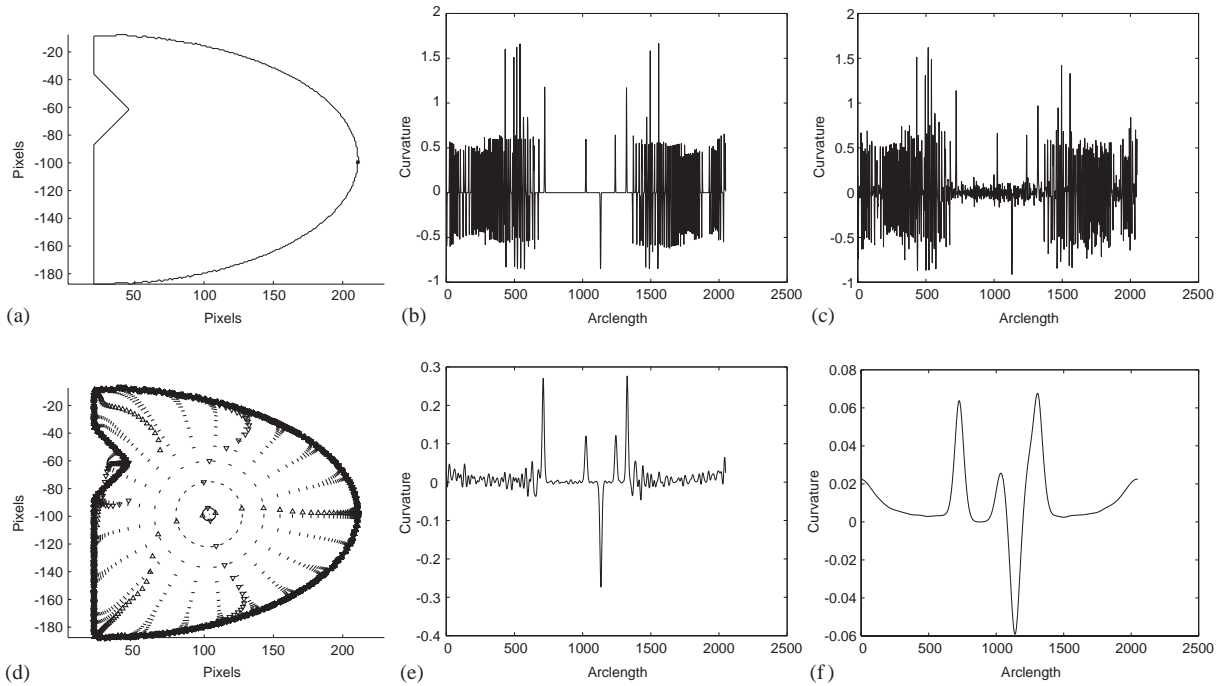 -20
-40
-60
-80
-100
-120
-140
-160
-180
Pixels
50 100 150 200
Pixels
(a)
2
1.5
1
0.5
0
-0.5
-1
Curvature
0 500 1000 1500 2000 2500
Arclength
(b)
2
1.5
1
0.5
0
-0.5
-1
Curvature
0 500 1000 1500 2000 2500
Arclength
(c)
-20
-40
-60
-80
-100
-120
-140
-160
-180
Pixels
50 100 150 200
Pixels
(d)
0.3
0.2
0.1
0
-0.1
-0.2
-0.3
-0.4
Curvature
0 500 1000 1500 2000 2500
Arclength
(e)
0.08
0.06
0.04
0.02
0
-0.02
-0.04
-0.06
Curvature
0 500 1000 1500 2000 2500
Arclength
(f)